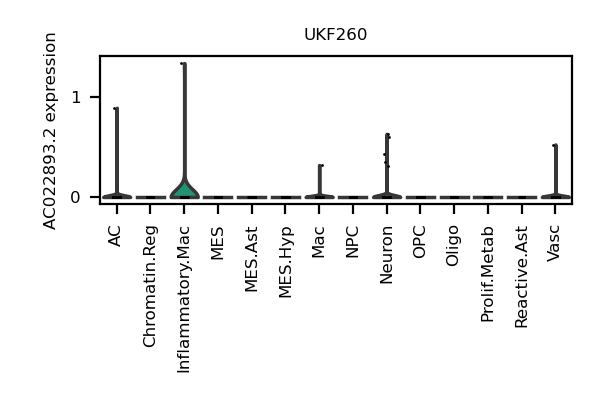 UKF260
AC022893.2 expression
1
0
AC
Chromatin.Reg
Inflammatory.Mac
MES
MES.Ast
MES.Hyp
Mac
NPC
Neuron
OPC
Oligo
Prolif.Metab
Reactive.Ast
Vasc